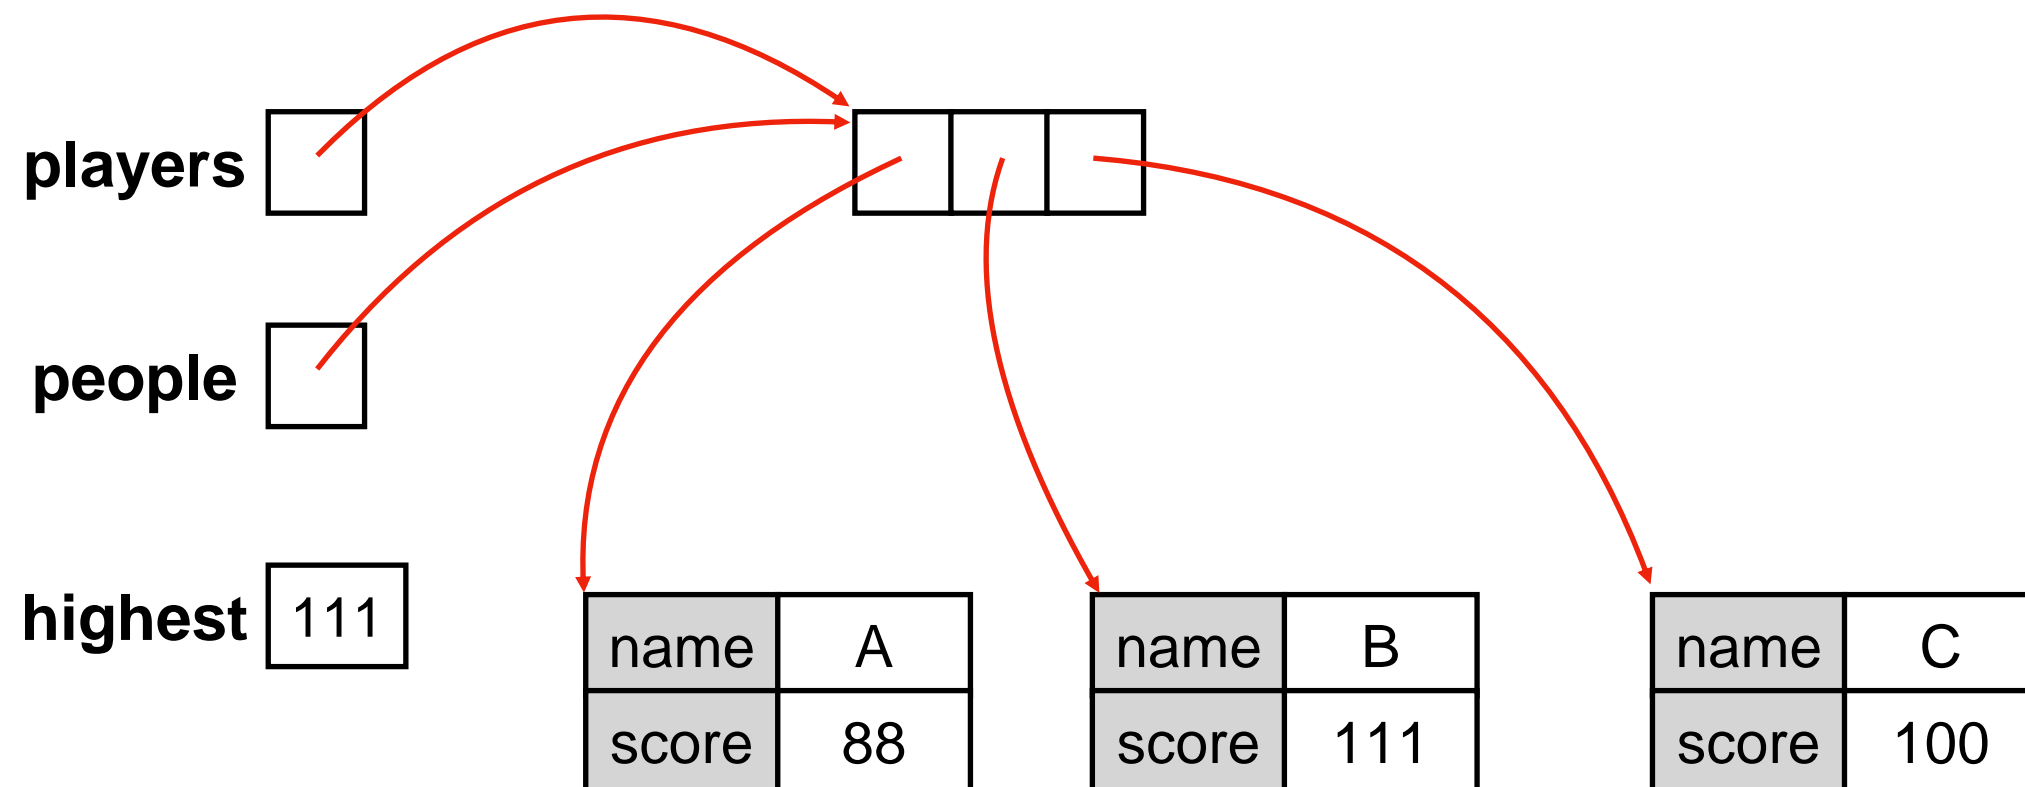 players
people
highest 111
name A
score 88
name B
score 111
name C
score 100